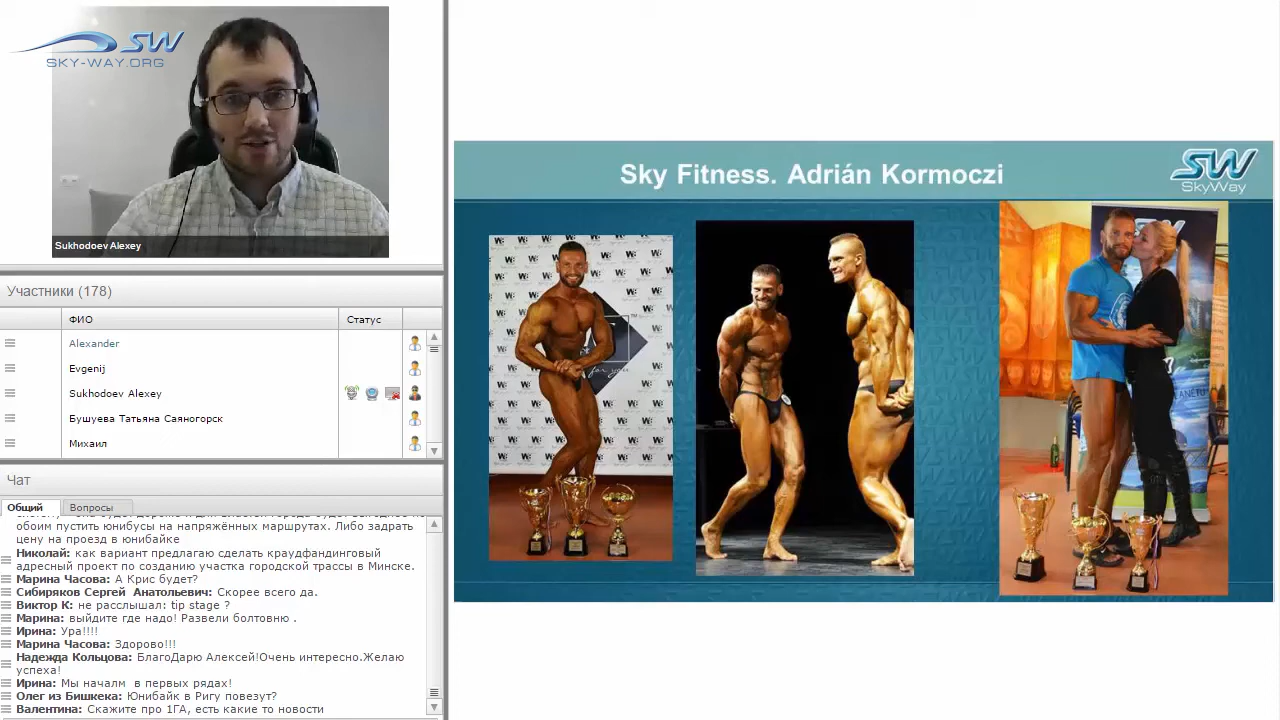 SW
SKY-WAY.ORG
Sukhodoev Alexey
Участники (178)
ФИО
Статус
Alexander
Evgenij
Sukhodoev Alexey
Бушуева Татьяна Саяногорск
Михаил
Чат
Общий
Вопросы
обоим пустить юнибусы на напряжённых маршрутах. Либо задрать
цену на проезд в юнибайке
Николай: как вариант предлагаю сделать краудфандинговый
адресный проект по созданию участка городской трассы в Минске.
Марина Часова: А Крис будет?
Сибиряков Сергей Анатольевич: Скорее всего да.
Виктор К: не расслышал: tip stage ?
Марина: выйдите где надо! Развели болтовню .
Ирина: Ура!!!!
Марина Часова: Здорово!!!
Надежда Кольцова: БлагоДарю Алексей!Очень интересно.Желаю
успеха!
Ирина: Мы началм в первых рядах!
Олег из Бишкека: Юнибайк в Ригу повезут?
Валентина: Скажите про 1ГА, есть какие то новости
Sky Fitness. Adrián Kormoczi
SW
SkyWay
for you